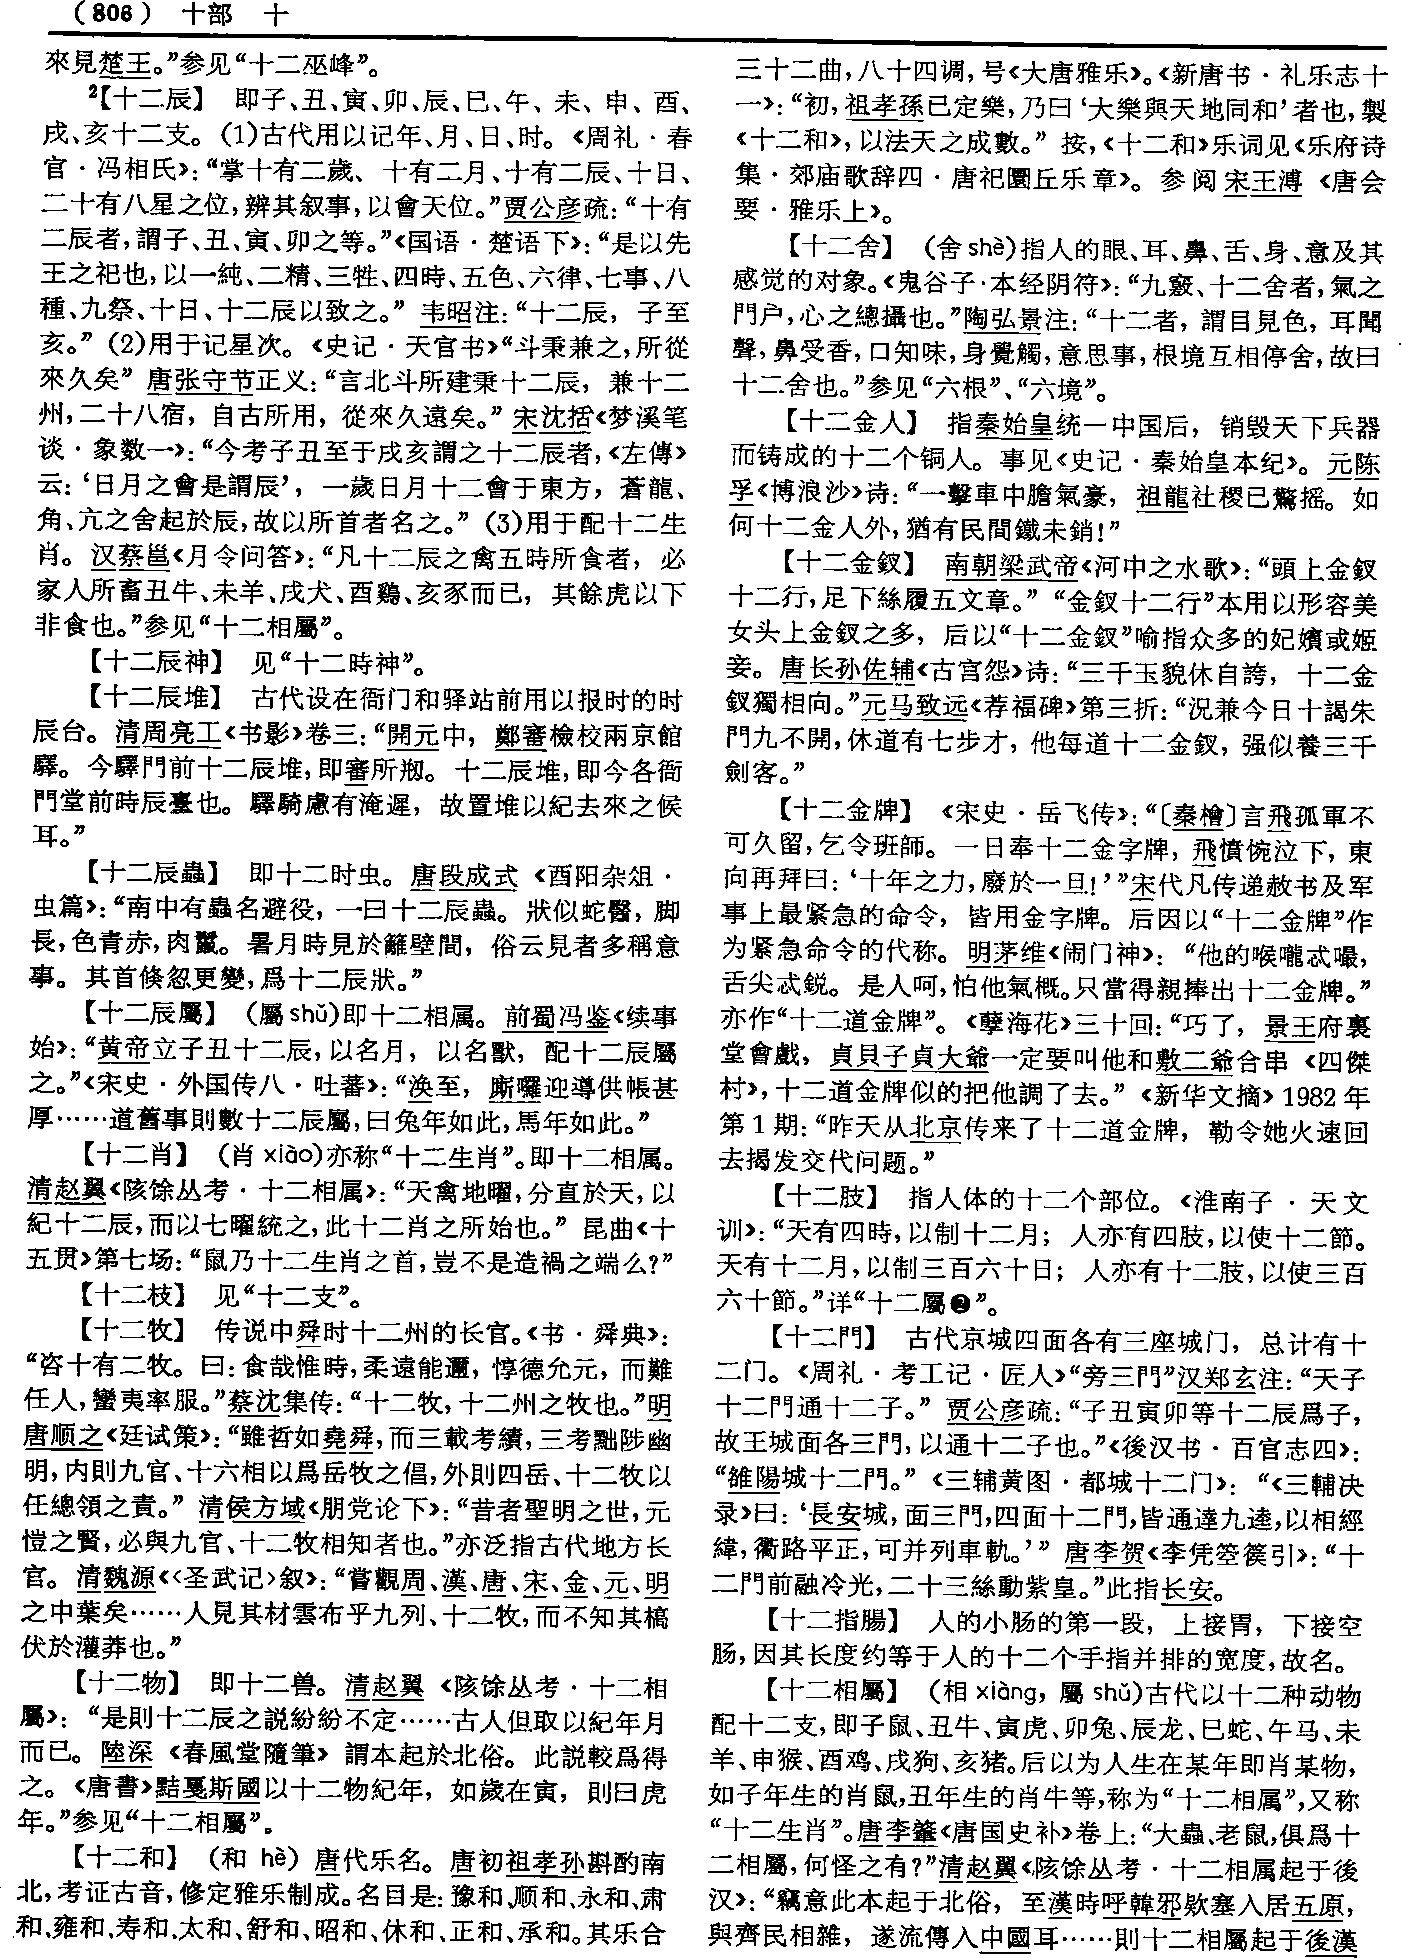 （806） 十部 十
來見楚王。”参见“十二巫峰”。
²【十二辰】 即子、丑、寅、卯、辰、巳、午、未、申、酉、
戌、亥十二支。(1)古代用以记年、月、日、时。《周礼·春
官·冯相氏》：“掌十有二歲、十有二月、十有二辰、十日、
二十有八星之位，辨其叙事，以會天位。”贾公彦疏：“十有
二辰者，謂子、丑、寅、卯之等。”《国语·楚语下》：“是以先
王之祀也，以一純、二精、三牲、四時、五色、六律、七事、八
種、九祭、十日、十二辰以致之。” 韦昭注：“十二辰，子至
亥。” (2)用于记星次。《史记·天官书》“斗秉兼之，所從
來久矣” 唐张守节正义：“言北斗所建秉十二辰，兼十二
州，二十八宿，自古所用，從來久遠矣。” 宋沈括《梦溪笔
谈·象数一》：“今考子丑至于戌亥謂之十二辰者，《左傳》
云：‘日月之會是謂辰’，一歲日月十二會于東方，蒼龍、
角、亢之舍起於辰，故以所首者名之。” (3)用于配十二生
肖。汉蔡邕《月令问答》：“凡十二辰之禽五時所食者，必
家人所畜丑牛、未羊、戌犬、酉鷄、亥豕而已，其餘虎以下
非食也。”参见“十二相屬”。
【十二辰神】 见“十二時神”。
【十二辰堆】 古代设在衙门和驿站前用以报时的时
辰台。清周亮工《书影》卷三：“開元中，鄭審檢校兩京館
驛。今驛門前十二辰堆，即審所剏。十二辰堆，即今各衙
門堂前時辰臺也。驛騎慮有淹遲，故置堆以紀去來之候
耳。”
【十二辰蟲】 即十二时虫。唐段成式《酉阳杂俎·
虫篇》：“南中有蟲名避役，一曰十二辰蟲。狀似蛇醫，脚
長，色青赤，肉鬣。暑月時見於籬壁間，俗云見者多稱意
事。其首倏忽更變，爲十二辰狀。”
【十二辰屬】 （屬shǔ)即十二相属。前蜀冯鉴《续事
始》：“黄帝立子丑十二辰，以名月，以名獸，配十二辰屬
之。”《宋史·外国传八·吐蕃》：“渙至，厮囉迎導供帳甚
厚……道舊事則數十二辰屬，曰兔年如此，馬年如此。”
【十二肖】 （肖xiào)亦称“十二生肖”。即十二相属。
清赵翼《陔馀丛考·十二相属》：“天禽地曜，分直於天，以
紀十二辰，而以七曜統之，此十二肖之所始也。” 昆曲《十
五贯》第七场：“鼠乃十二生肖之首，豈不是造禍之端么？”
【十二枝】 见“十二支”。
【十二牧】 传说中舜时十二州的长官。《书·舜典》：
“咨十有二牧。曰：食哉惟時，柔遠能邇，惇德允元，而難
任人，蠻夷率服。”蔡沈集传：“十二牧，十二州之牧也。”明
唐顺之《廷试策》：“雖哲如堯舜，而三載考績，三考黜陟幽
明，内則九官、十六相以爲岳牧之倡，外則四岳、十二牧以
任總領之責。” 清侯方域《朋党论下》：“昔者聖明之世，元
愷之賢，必與九官、十二牧相知者也。”亦泛指古代地方长
官。清魏源《〈圣武记〉叙》：“嘗觀周、漢、唐、宋、金、元、明
之中葉矣……人見其材雲布乎九列、十二牧，而不知其槁
伏於灌莽也。”
【十二物】 即十二兽。清赵翼《陔馀丛考·十二相
屬》：“是則十二辰之説紛紛不定……古人但取以紀年月
而已。陸深《春風堂隨筆》謂本起於北俗。此説較爲得
之。《唐書》黠戛斯國以十二物紀年，如歲在寅，則曰虎
年。”参见“十二相屬”。
【十二和】 （和 hè）唐代乐名。唐初祖孝孙斟酌南
北，考证古音，修定雅乐制成。名目是：豫和、顺和、永和、肃
和、雍和、寿和、太和、舒和、昭和、休和、正和、承和。其乐合
三十二曲，八十四调，号《大唐雅乐》。《新唐书·礼乐志十
一》：“初，祖孝孫已定樂，乃曰‘大樂與天地同和’者也，製
《十二和》，以法天之成數。” 按，《十二和》乐词见《乐府诗
集·郊庙歌辞四·唐祀圜丘乐章》。参阅宋王溥《唐会
要·雅乐上》。
【十二舍】 （舍shè)指人的眼、耳、鼻、舌、身、意及其
感觉的对象。《鬼谷子·本经阴符》：“九竅、十二舍者，氣之
門户，心之總攝也。”陶弘景注：“十二者，謂目見色，耳聞
聲，鼻受香，口知味，身覺觸，意思事，根境互相停舍，故曰
十二舍也。”参见“六根”、“六境”。
【十二金人】 指秦始皇统一中国后，销毁天下兵器
而铸成的十二个铜人。事见《史记·秦始皇本纪》。元陈
孚《博浪沙》诗：“一擊車中膽氣豪，祖龍社稷已驚摇。如
何十二金人外，猶有民間鐵未銷！”
【十二金釵】 南朝梁武帝《河中之水歌》：“頭上金釵
十二行，足下絲履五文章。” “金釵十二行”本用以形容美
女头上金釵之多，后以“十二金釵”喻指众多的妃嬪或姬
妾。唐长孙佐辅《古宫怨》诗：“三千玉貌休自誇，十二金
釵獨相向。”元马致远《荐福碑》第三折：“況兼今日十謁朱
門九不開，休道有七步才，他每道十二金釵，强似養三千
劍客。”
【十二金牌】 《宋史·岳飞传》：“〔秦檜〕言飛孤軍不
可久留，乞令班師。一日奉十二金字牌，飛憤惋泣下，東
向再拜曰：‘十年之力，廢於一旦！’”宋代凡传递赦书及军
事上最紧急的命令，皆用金字牌。后因以“十二金牌”作
为紧急命令的代称。明茅维《闹门神》：“他的喉嚨忒嘬，
舌尖忒鋭。是人呵，怕他氣概。只當得親捧出十二金牌。”
亦作“十二道金牌”。《孽海花》三十回：“巧了，景王府裏
堂會戲，貞貝子貞大爺一定要叫他和敷二爺合串《四傑
村》，十二道金牌似的把他調了去。”《新华文摘》1982年
第1期：“昨天从北京传来了十二道金牌，勒令她火速回
去揭发交代问题。”
【十二肢】 指人体的十二个部位。《淮南子·天文
训》：“天有四時，以制十二月；人亦有四肢，以使十二節。
天有十二月，以制三百六十日；人亦有十二肢，以使三百
六十節。”详“十二屬❷”。
【十二門】 古代京城四面各有三座城门，总计有十
二门。《周礼·考工记·匠人》“旁三門”汉郑玄注：“天子
十二門通十二子。” 贾公彦疏：“子丑寅卯等十二辰爲子，
故王城面各三門，以通十二子也。”《後汉书·百官志四》：
“雒陽城十二門。”《三辅黄图·都城十二门》：“《三輔决
录》曰：‘長安城，面三門，四面十二門，皆通達九逵，以相經
緯，衢路平正，可并列車軌。’” 唐李贺《李凭箜篌引》：“十
二門前融冷光，二十三絲動紫皇。”此指长安。
【十二指腸】 人的小肠的第一段，上接胃，下接空
肠，因其长度约等于人的十二个手指并排的宽度，故名。
【十二相屬】 （相xiàng，屬shǔ)古代以十二种动物
配十二支，即子鼠、丑牛、寅虎、卯兔、辰龙、巳蛇、午马、未
羊、申猴、酉鸡、戌狗、亥猪。后以为人生在某年即肖某物，
如子年生的肖鼠，丑年生的肖牛等，称为“十二相属”，又称
“十二生肖”。唐李肇《唐国史补》卷上：“大蟲、老鼠，俱爲十
二相屬，何怪之有？”清赵翼《陔馀丛考·十二相属起于後
汉》：“竊意此本起于北俗，至漢時呼韓邪欵塞入居五原，
與齊民相雜，遂流傳入中國耳……則十二相屬起于後漢